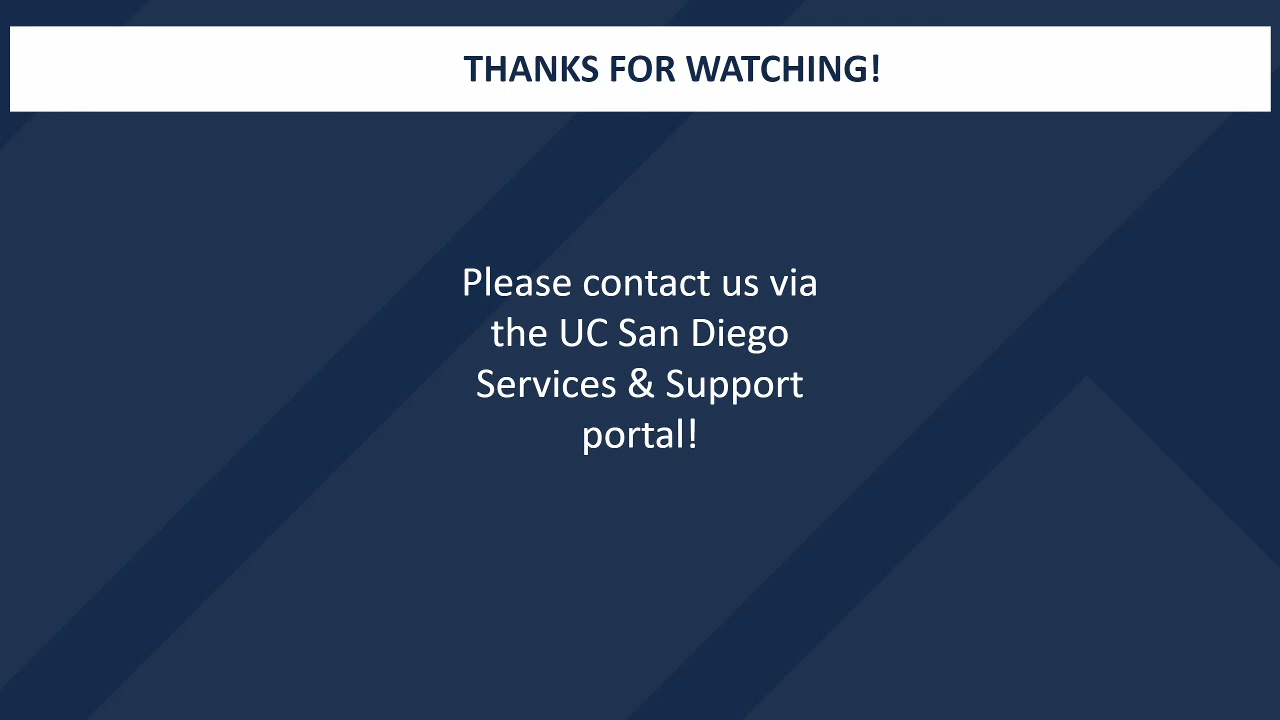 THANKS FOR WATCHING!
Please contact us via
the UC San Diego
Services & Support
portal!